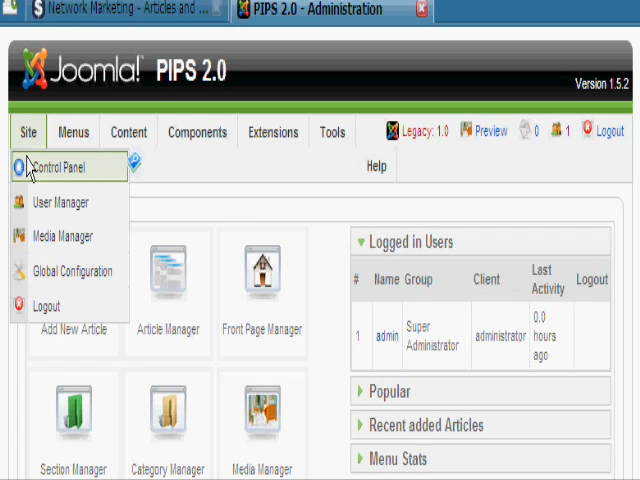 Network Marketing - Articles and ...
PIPS 2.0 - Administration
Joomla! PIPS 2.0
Version 1.5.2
Site Menus Content Components Extensions Tools Legacy: 1.0 Preview 0 1 Logout
Control Panel
Help
User Manager
Media Manager
Global Configuration
Logout
Add New Article
Article Manager
Front Page Manager
Section Manager
Category Manager
Media Manager
Logged in Users
# Name Group Client Last Activity Logout
1 admin Super Administrator administrator 0.0 hours ago
Popular
Recent added Articles
Menu Stats